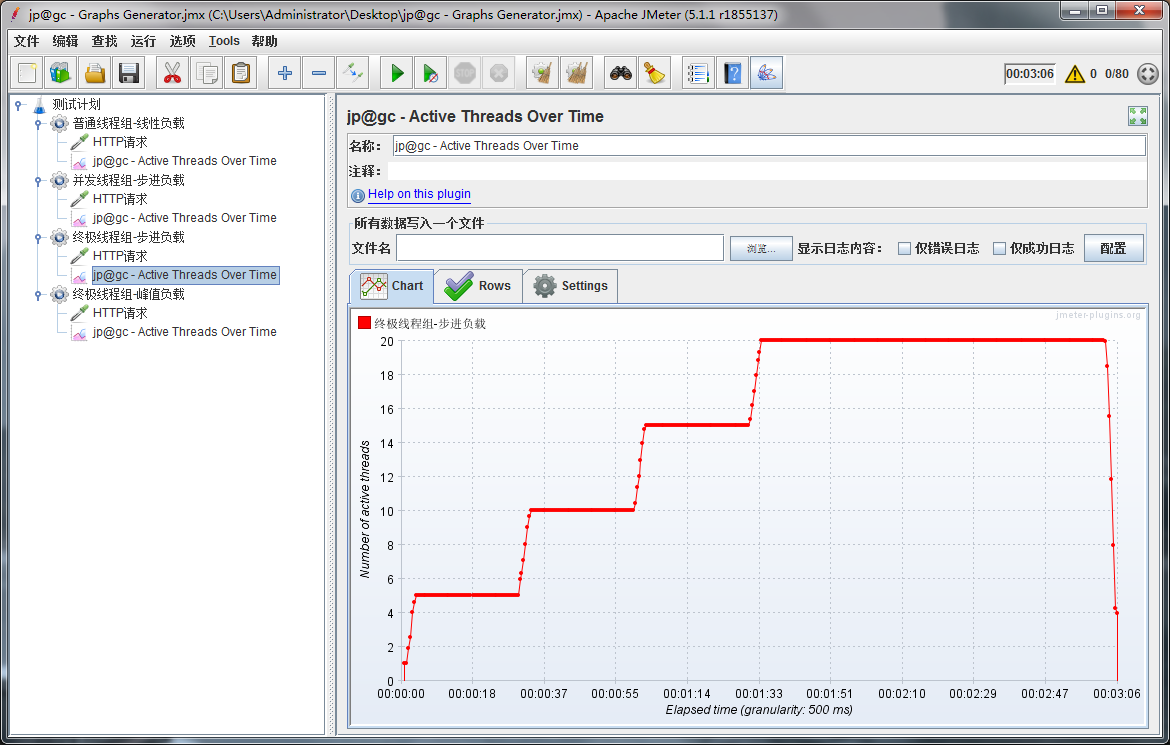 jp@gc - Graphs Generator.jmx (C:\Users\Administrator\Desktop\jp@gc - Graphs Generator.jmx) - Apache JMeter (5.1.1 r1855137)
文件 编辑 查找 运行 选项 Tools 帮助
STOP
00:03:06 0 0/80
测试计划
普通线程组-线性负载
HTTP请求
jp@gc - Active Threads Over Time
并发线程组-步进负载
HTTP请求
jp@gc - Active Threads Over Time
终极线程组-步进负载
HTTP请求
jp@gc - Active Threads Over Time
终极线程组-峰值负载
HTTP请求
jp@gc - Active Threads Over Time
jp@gc - Active Threads Over Time
名称： jp@gc - Active Threads Over Time
注释：
Help on this plugin
所有数据写入一个文件
文件名 浏览... 显示日志内容： 仅错误日志 仅成功日志 配置
Chart Rows Settings
终极线程组-步进负载
jmeter-plugins.org
20
18
16
14
12
10
8
6
4
2
0
Number of active threads
00:00:00 00:00:18 00:00:37 00:00:55 00:01:14 00:01:33 00:01:51 00:02:10 00:02:29 00:02:47 00:03:06
Elapsed time (granularity: 500 ms)